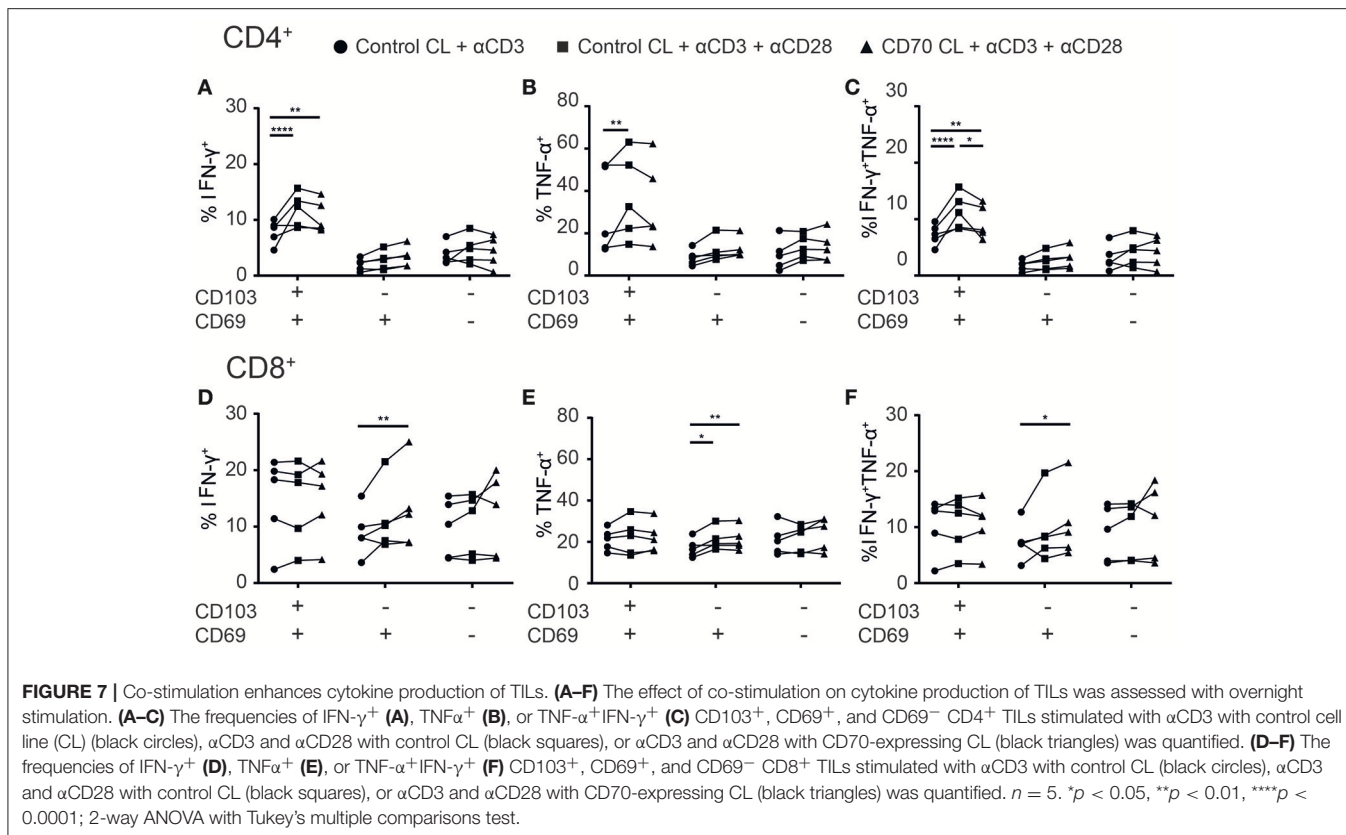 CD4+
● Control CL + αCD3 ■ Control CL + αCD3 + αCD28 ▲ CD70 CL + αCD3 + αCD28
A
% IFN-γ+
30
20
10
0
**
****
CD103 + - -
CD69 + + -
B
% TNF-α+
80
60
40
20
0
**
CD103 + - -
CD69 + + -
C
%IFN-γ+TNF-α+
30
20
10
0
**
**** *
CD103 + - -
CD69 + + -
CD8+
D
% IFN-γ+
30
20
10
0
**
CD103 + - -
CD69 + + -
E
% TNF-α+
80
60
40
20
0
**
*
CD103 + - -
CD69 + + -
F
%IFN-γ+TNF-α+
30
20
10
0
*
CD103 + - -
CD69 + + -
FIGURE 7 | Co-stimulation enhances cytokine production of TILs. (A–F) The effect of co-stimulation on cytokine production of TILs was assessed with overnight
stimulation. (A–C) The frequencies of IFN-γ+ (A), TNFα+ (B), or TNF-α+IFN-γ+ (C) CD103+, CD69+, and CD69− CD4+ TILs stimulated with αCD3 with control cell
line (CL) (black circles), αCD3 and αCD28 with control CL (black squares), or αCD3 and αCD28 with CD70-expressing CL (black triangles) was quantified. (D–F) The
frequencies of IFN-γ+ (D), TNFα+ (E), or TNF-α+IFN-γ+ (F) CD103+, CD69+, and CD69− CD8+ TILs stimulated with αCD3 with control CL (black circles), αCD3
and αCD28 with control CL (black squares), or αCD3 and αCD28 with CD70-expressing CL (black triangles) was quantified. n = 5. *p < 0.05, **p < 0.01, ****p <
0.0001; 2-way ANOVA with Tukey's multiple comparisons test.